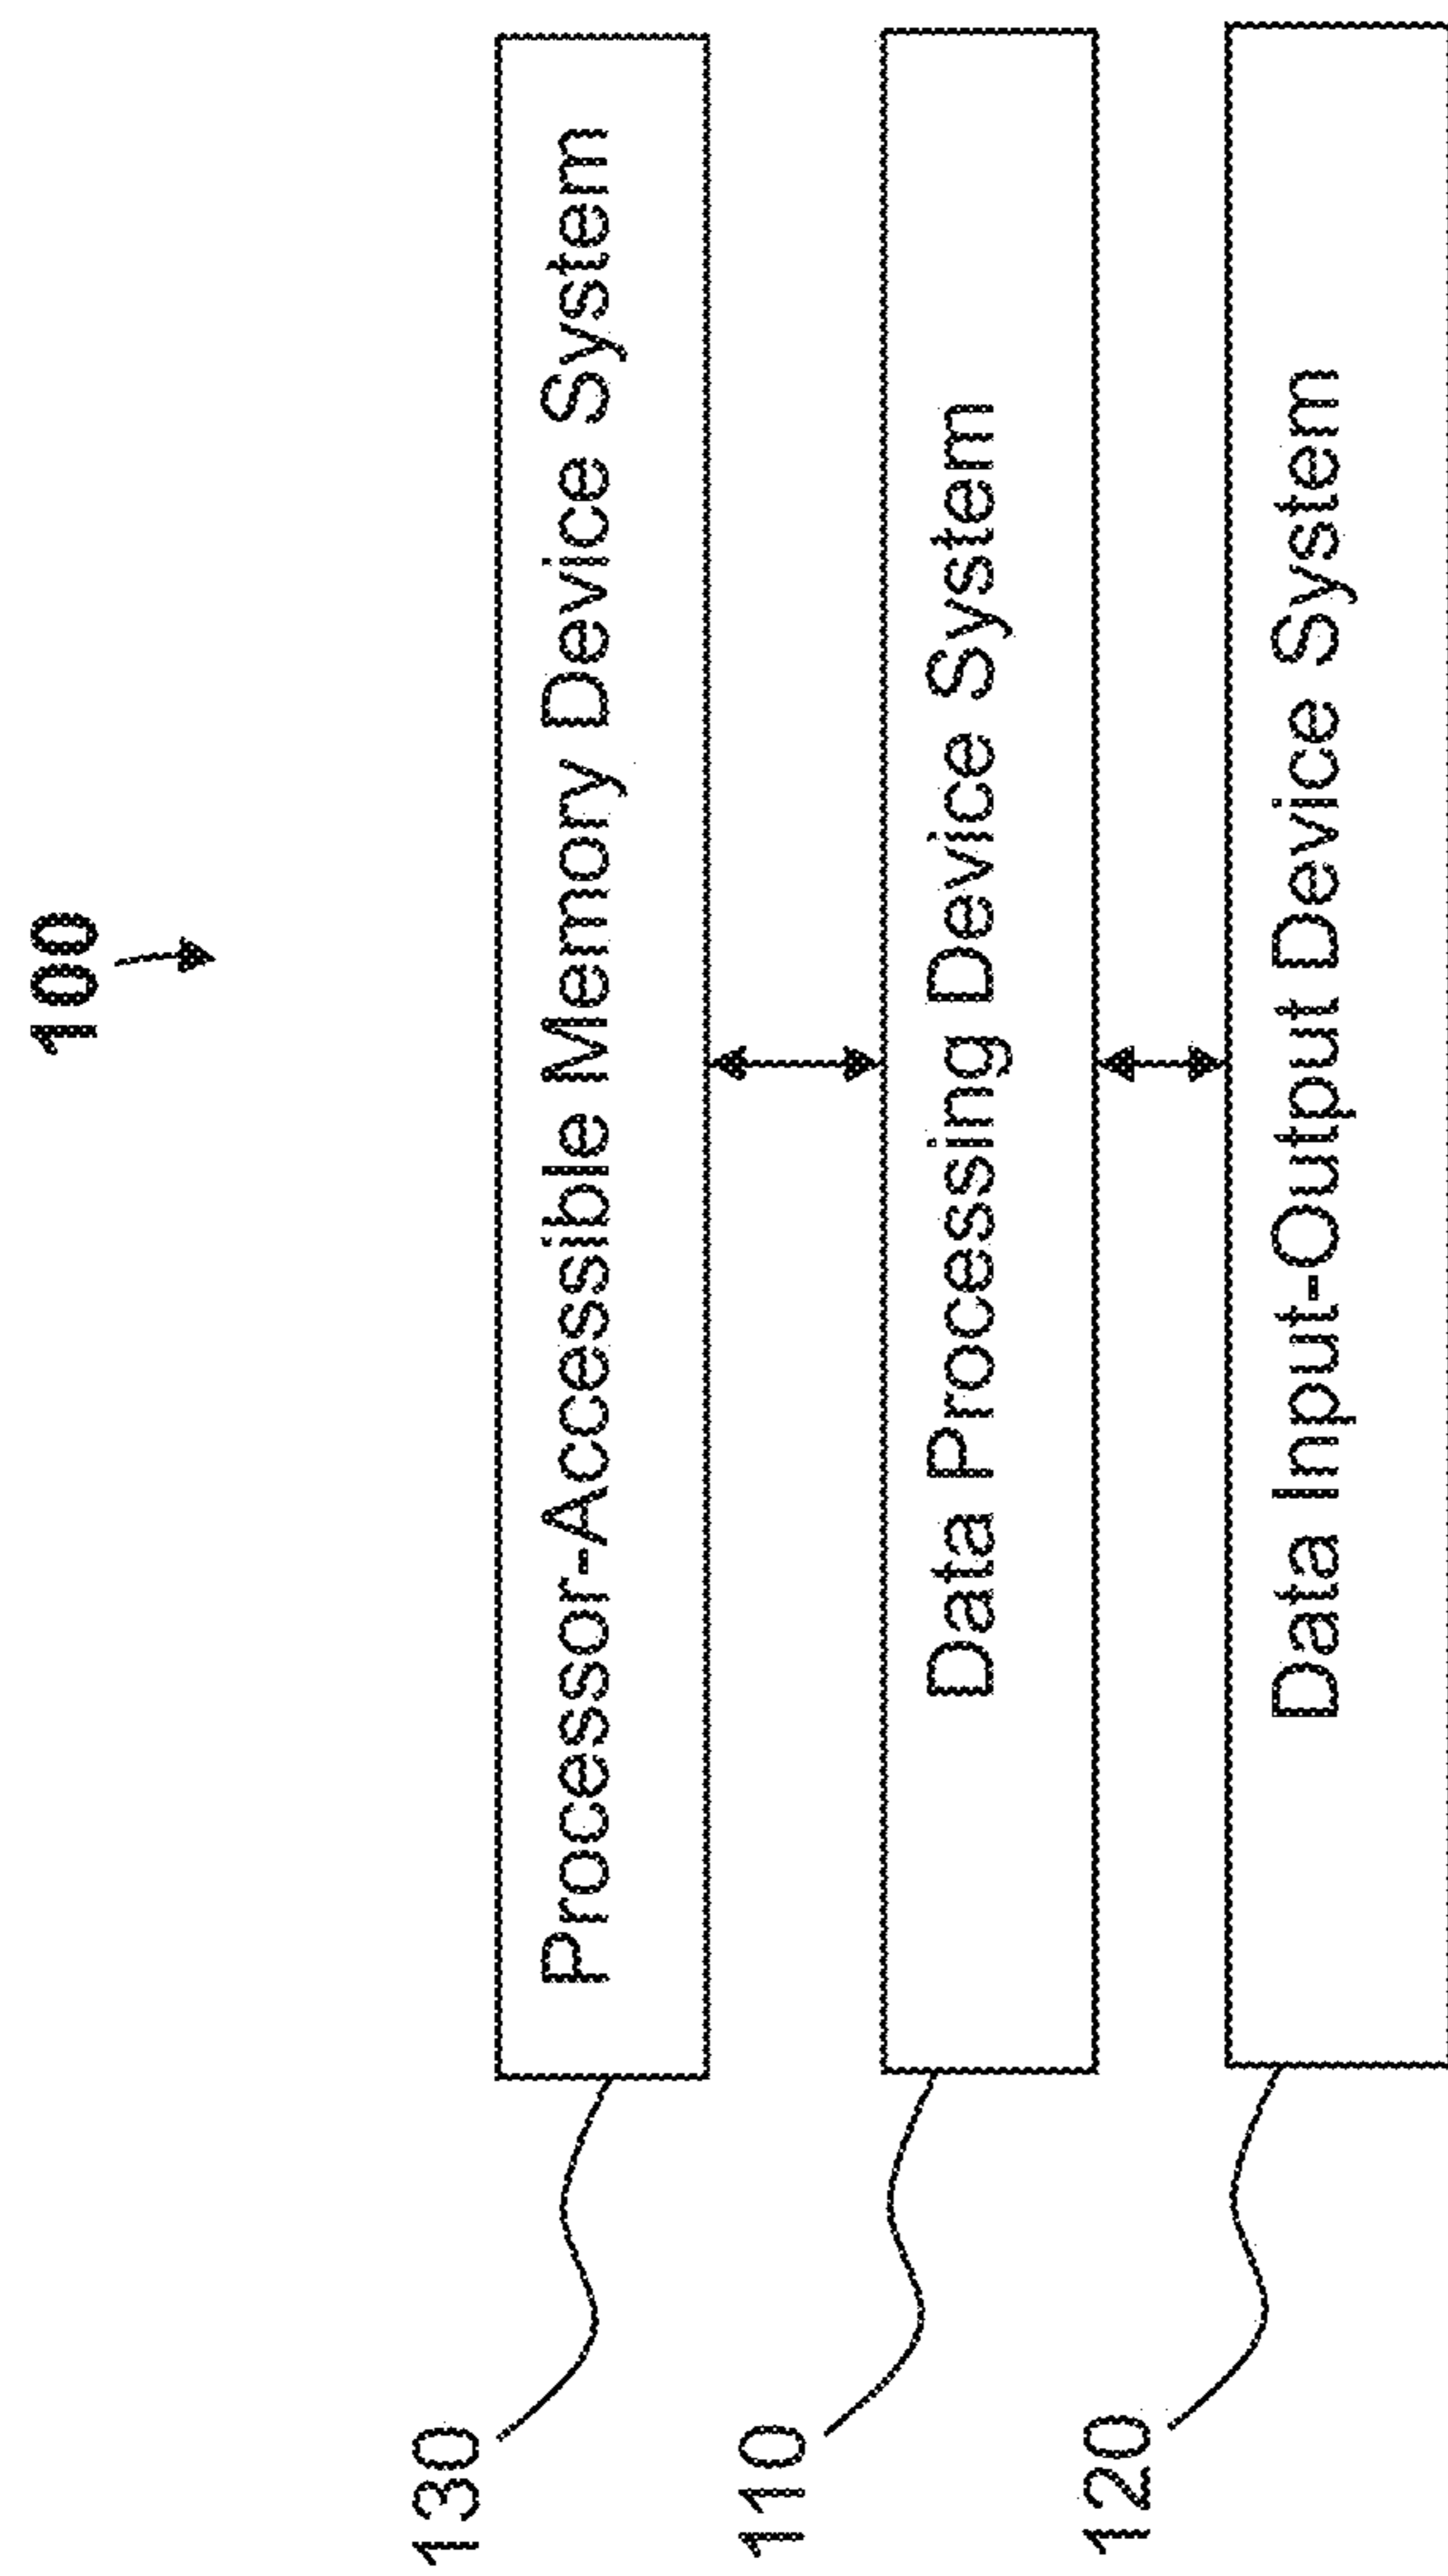 100
130
Processor-Accessible Memory Device System
110
Data Processing Device System
120
Data Input-Output Device System